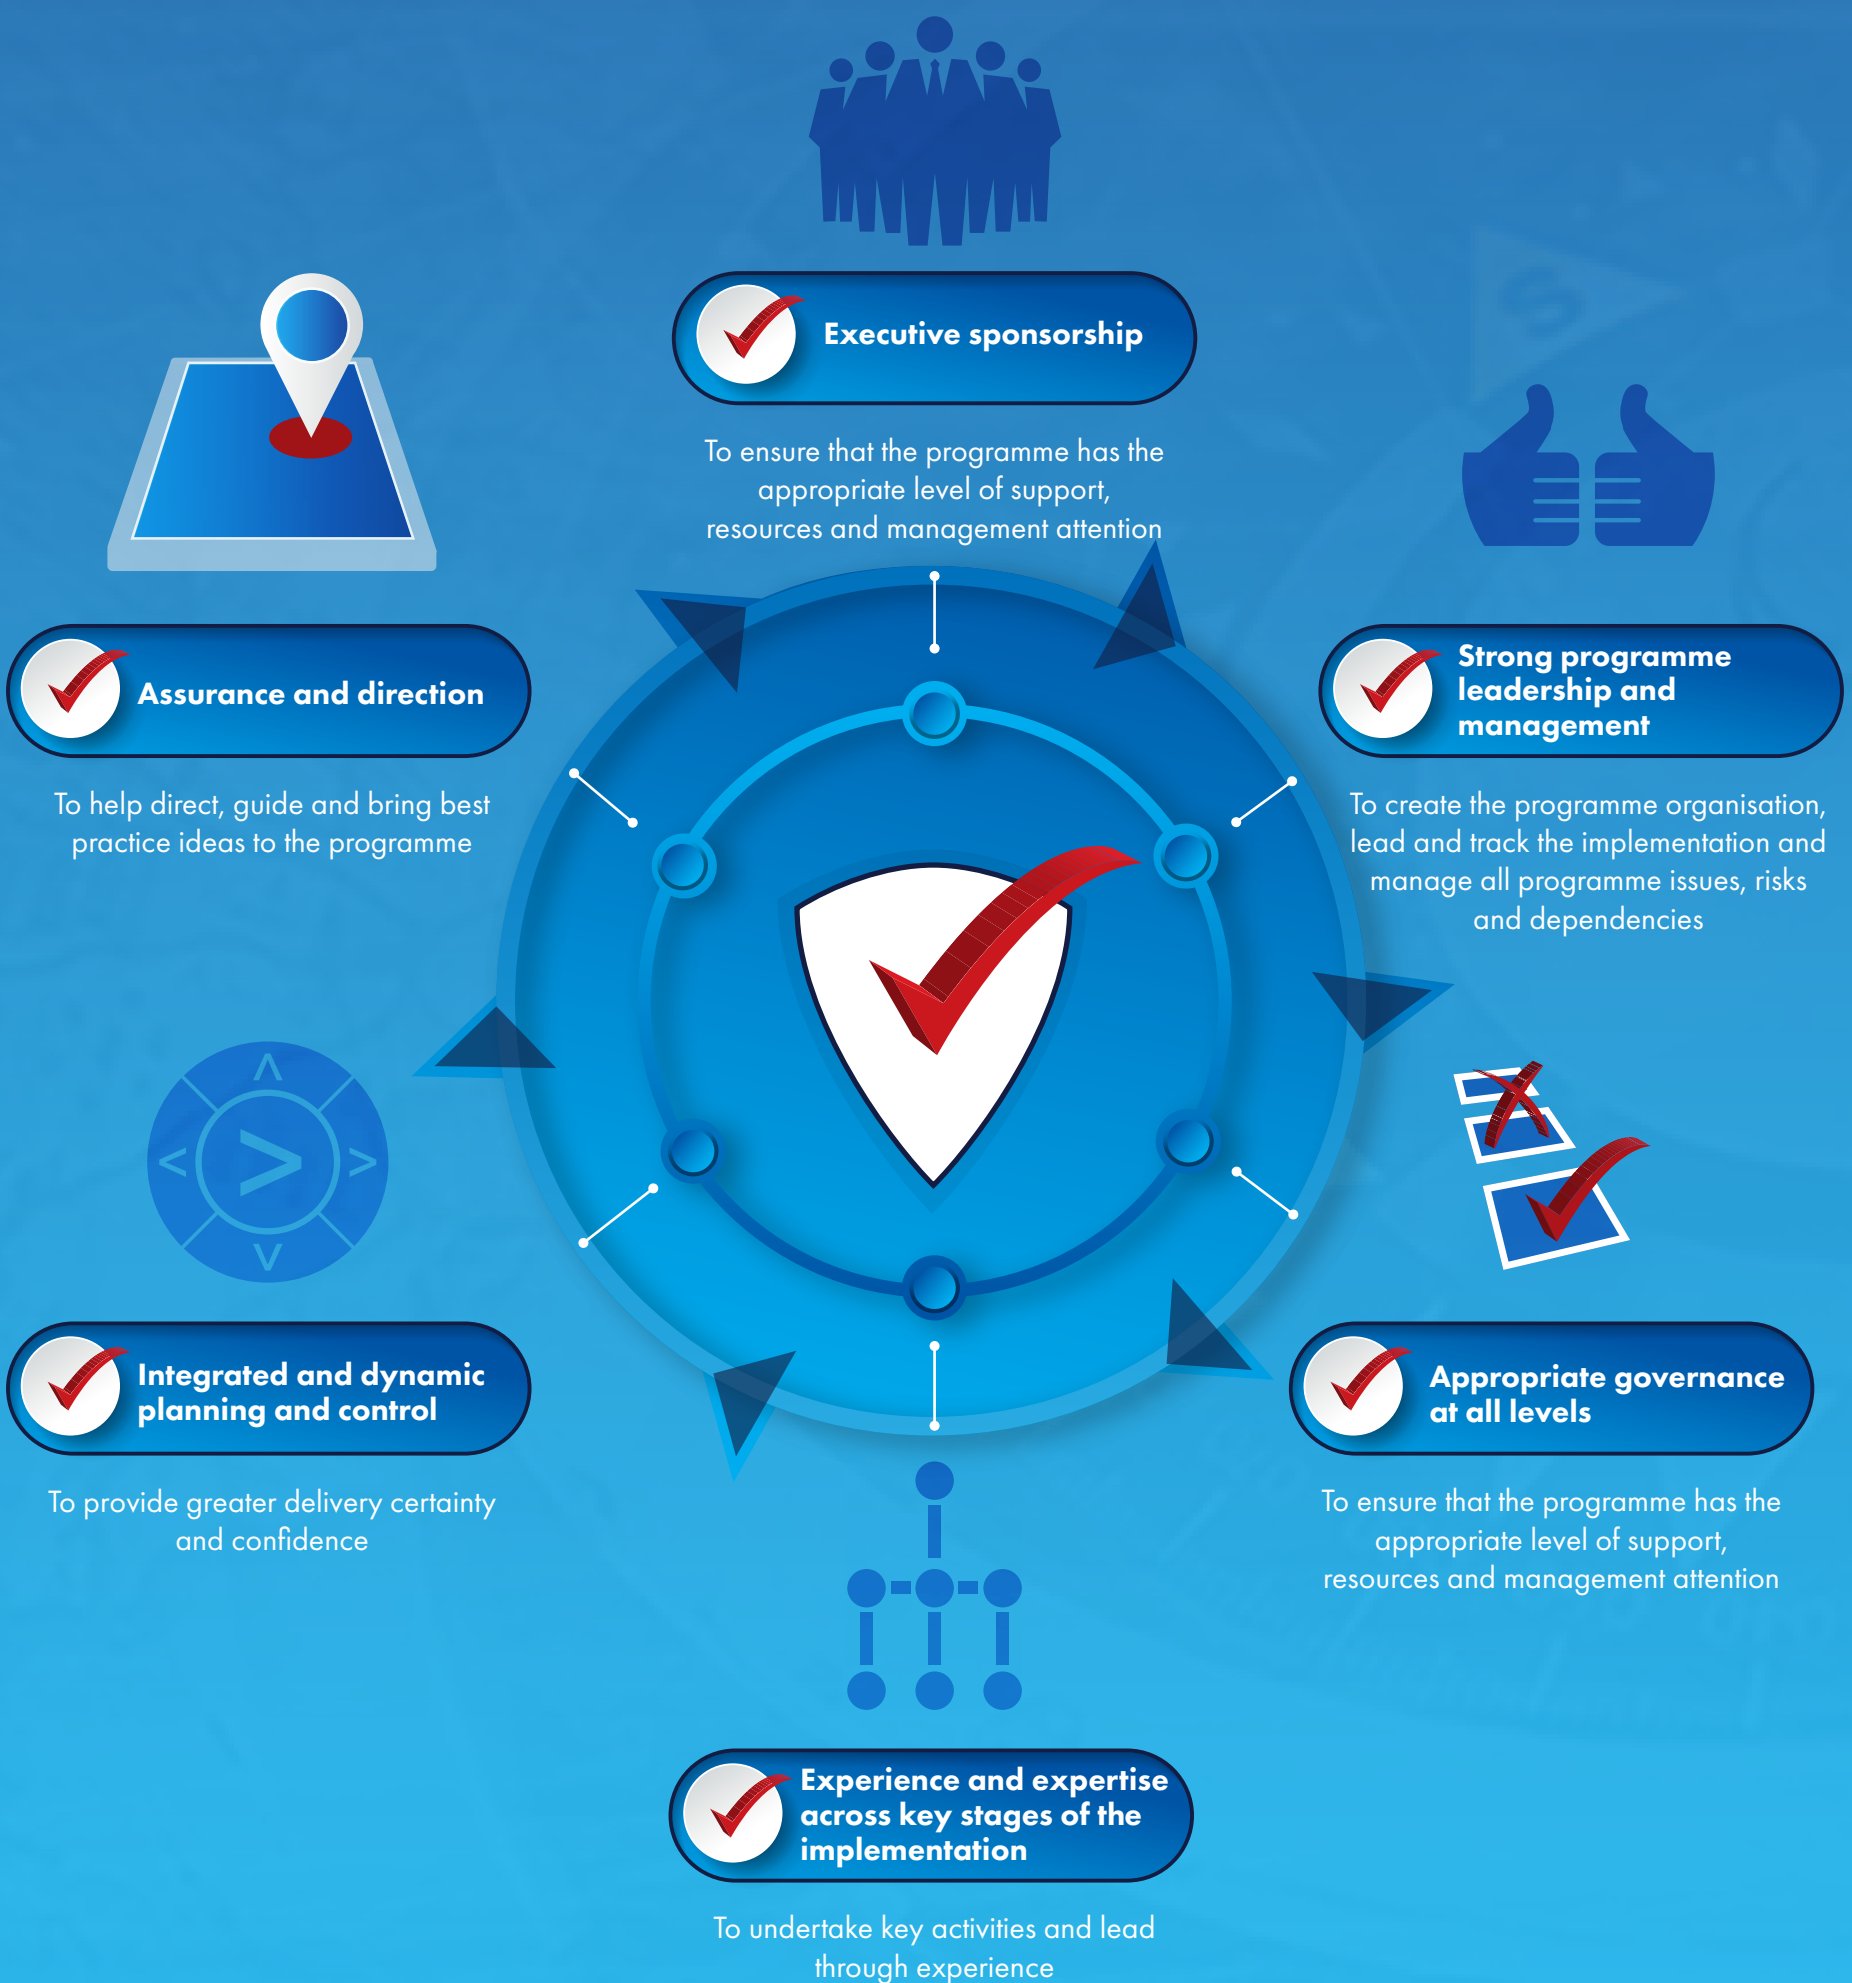 Executive sponsorship
To ensure that the programme has the
appropriate level of support,
resources and management attention
Assurance and direction
To help direct, guide and bring best
practice ideas to the programme
Strong programme
leadership and
management
To create the programme organisation,
lead and track the implementation and
manage all programme issues, risks
and dependencies
Integrated and dynamic
planning and control
To provide greater delivery certainty
and confidence
Appropriate governance
at all levels
To ensure that the programme has the
appropriate level of support,
resources and management attention
Experience and expertise
across key stages of the
implementation
To undertake key activities and lead
through experience